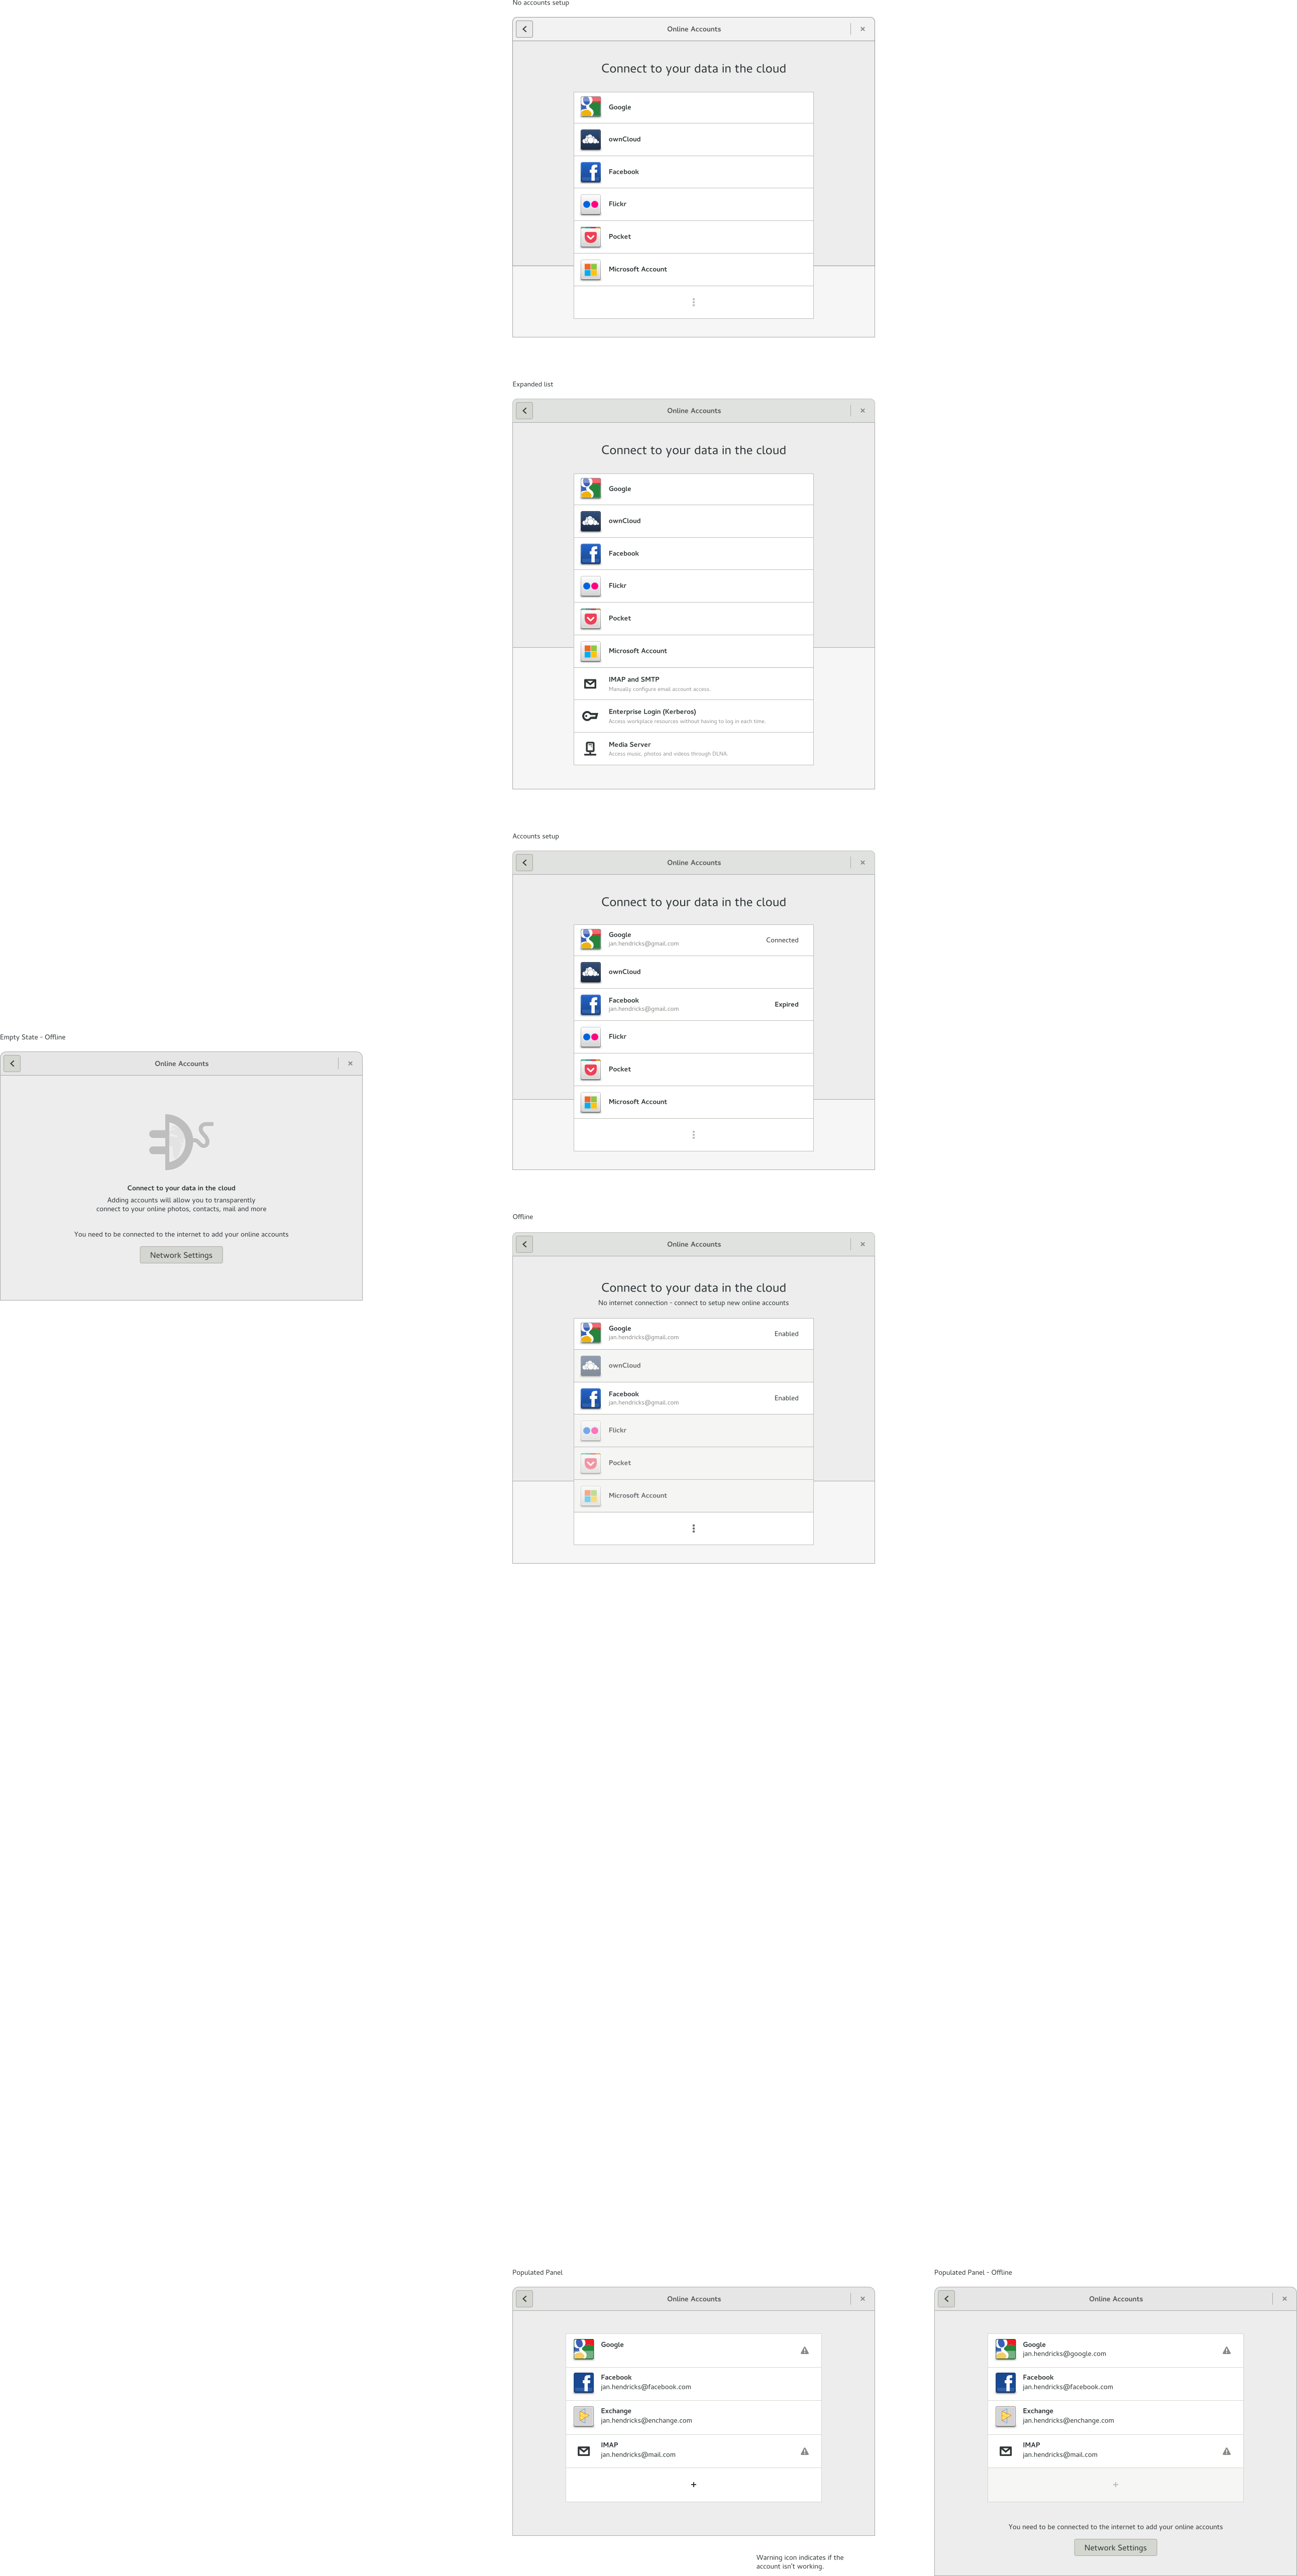 No accounts setup
Online Accounts
Connect to your data in the cloud
Google
ownCloud
Facebook
Flickr
Pocket
Microsoft Account
Expanded list
Online Accounts
Connect to your data in the cloud
Google
ownCloud
Facebook
Flickr
Pocket
Microsoft Account
IMAP and SMTP
Manually configure email account access.
Enterprise Login (Kerberos)
Access workplace resources without having to log in each time.
Media Server
Access music, photos and videos through DLNA.
Accounts setup
Online Accounts
Connect to your data in the cloud
Google
jan.hendricks@gmail.com
Connected
ownCloud
Facebook
jan.hendricks@gmail.com
Expired
Flickr
Pocket
Microsoft Account
Empty State - Offline
Online Accounts
Connect to your data in the cloud
Adding accounts will allow you to transparently
connect to your online photos, contacts, mail and more
You need to be connected to the internet to add your online accounts
Network Settings
Offline
Online Accounts
Connect to your data in the cloud
No internet connection - connect to setup new online accounts
Google
jan.hendricks@gmail.com
Enabled
ownCloud
Facebook
jan.hendricks@gmail.com
Enabled
Flickr
Pocket
Microsoft Account
Populated Panel
Online Accounts
Google
Facebook
jan.hendricks@facebook.com
Exchange
jan.hendricks@enchange.com
IMAP
jan.hendricks@mail.com
+
Warning icon indicates if the
account isn't working.
Populated Panel - Offline
Online Accounts
Google
jan.hendricks@google.com
Facebook
jan.hendricks@facebook.com
Exchange
jan.hendricks@enchange.com
IMAP
jan.hendricks@mail.com
+
You need to be connected to the internet to add your online accounts
Network Settings